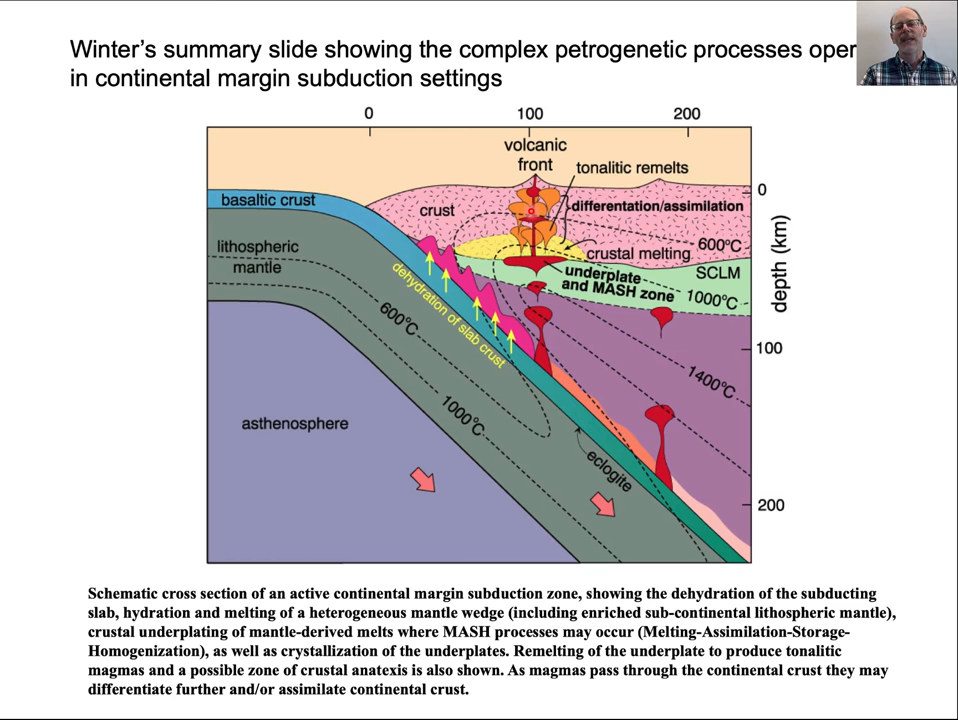 Winter's summary slide showing the complex petrogenetic processes oper
in continental margin subduction settings
0 100 200
volcanic
front
tonalitic remelts
0
basaltic crust
crust
differentation/assimilation
600°C
crustal melting
lithospheric
mantle
underplate
and MASH zone
SCLM
1000°C
depth (km)
dehydration of slab crust
600°C
100
1400°C
1000°C
asthenosphere
eclogite
200
Schematic cross section of an active continental margin subduction zone, showing the dehydration of the subducting
slab, hydration and melting of a heterogeneous mantle wedge (including enriched sub-continental lithospheric mantle),
crustal underplating of mantle-derived melts where MASH processes may occur (Melting-Assimilation-Storage-
Homogenization), as well as crystallization of the underplates. Remelting of the underplate to produce tonalitic
magmas and a possible zone of crustal anatexis is also shown. As magmas pass through the continental crust they may
differentiate further and/or assimilate continental crust.